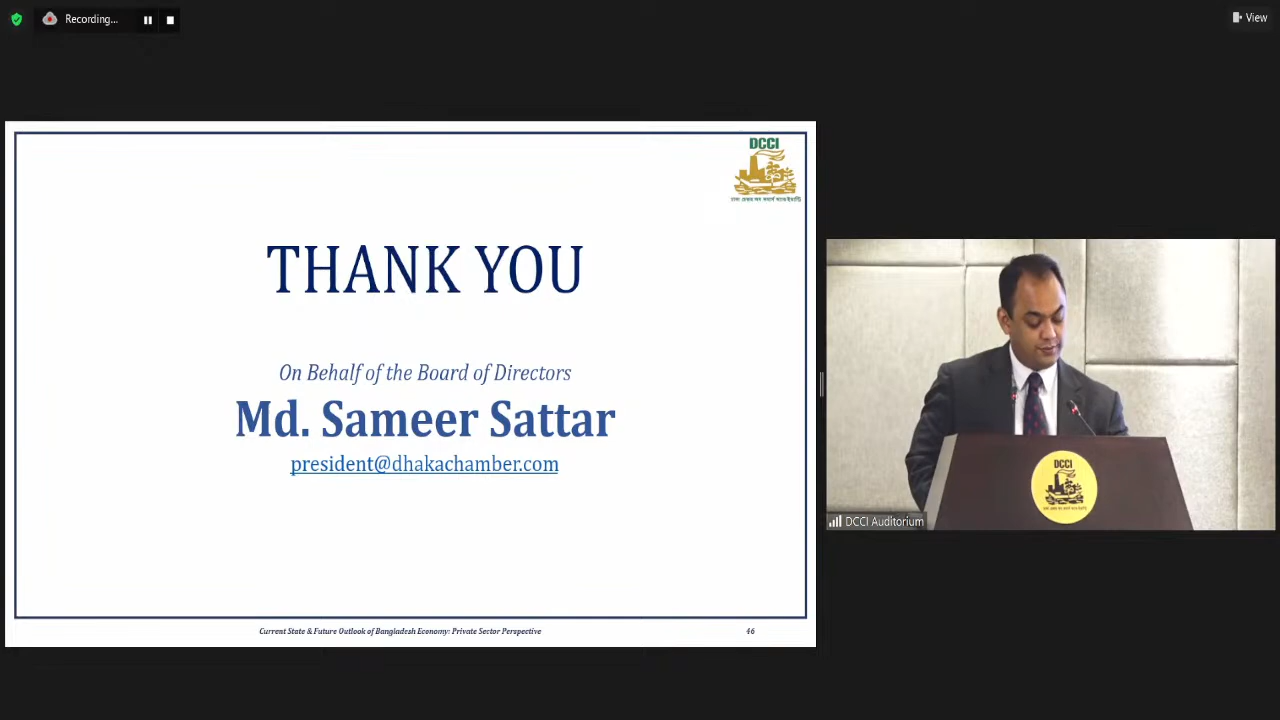 Recording...
View
DCCI
THANK YOU
On Behalf of the Board of Directors
Md. Sameer Sattar
president@dhakachamber.com
Current State & Future Outlook of Bangladesh Economy: Private Sector Perspective
46
DCCI
DCCI Auditorium